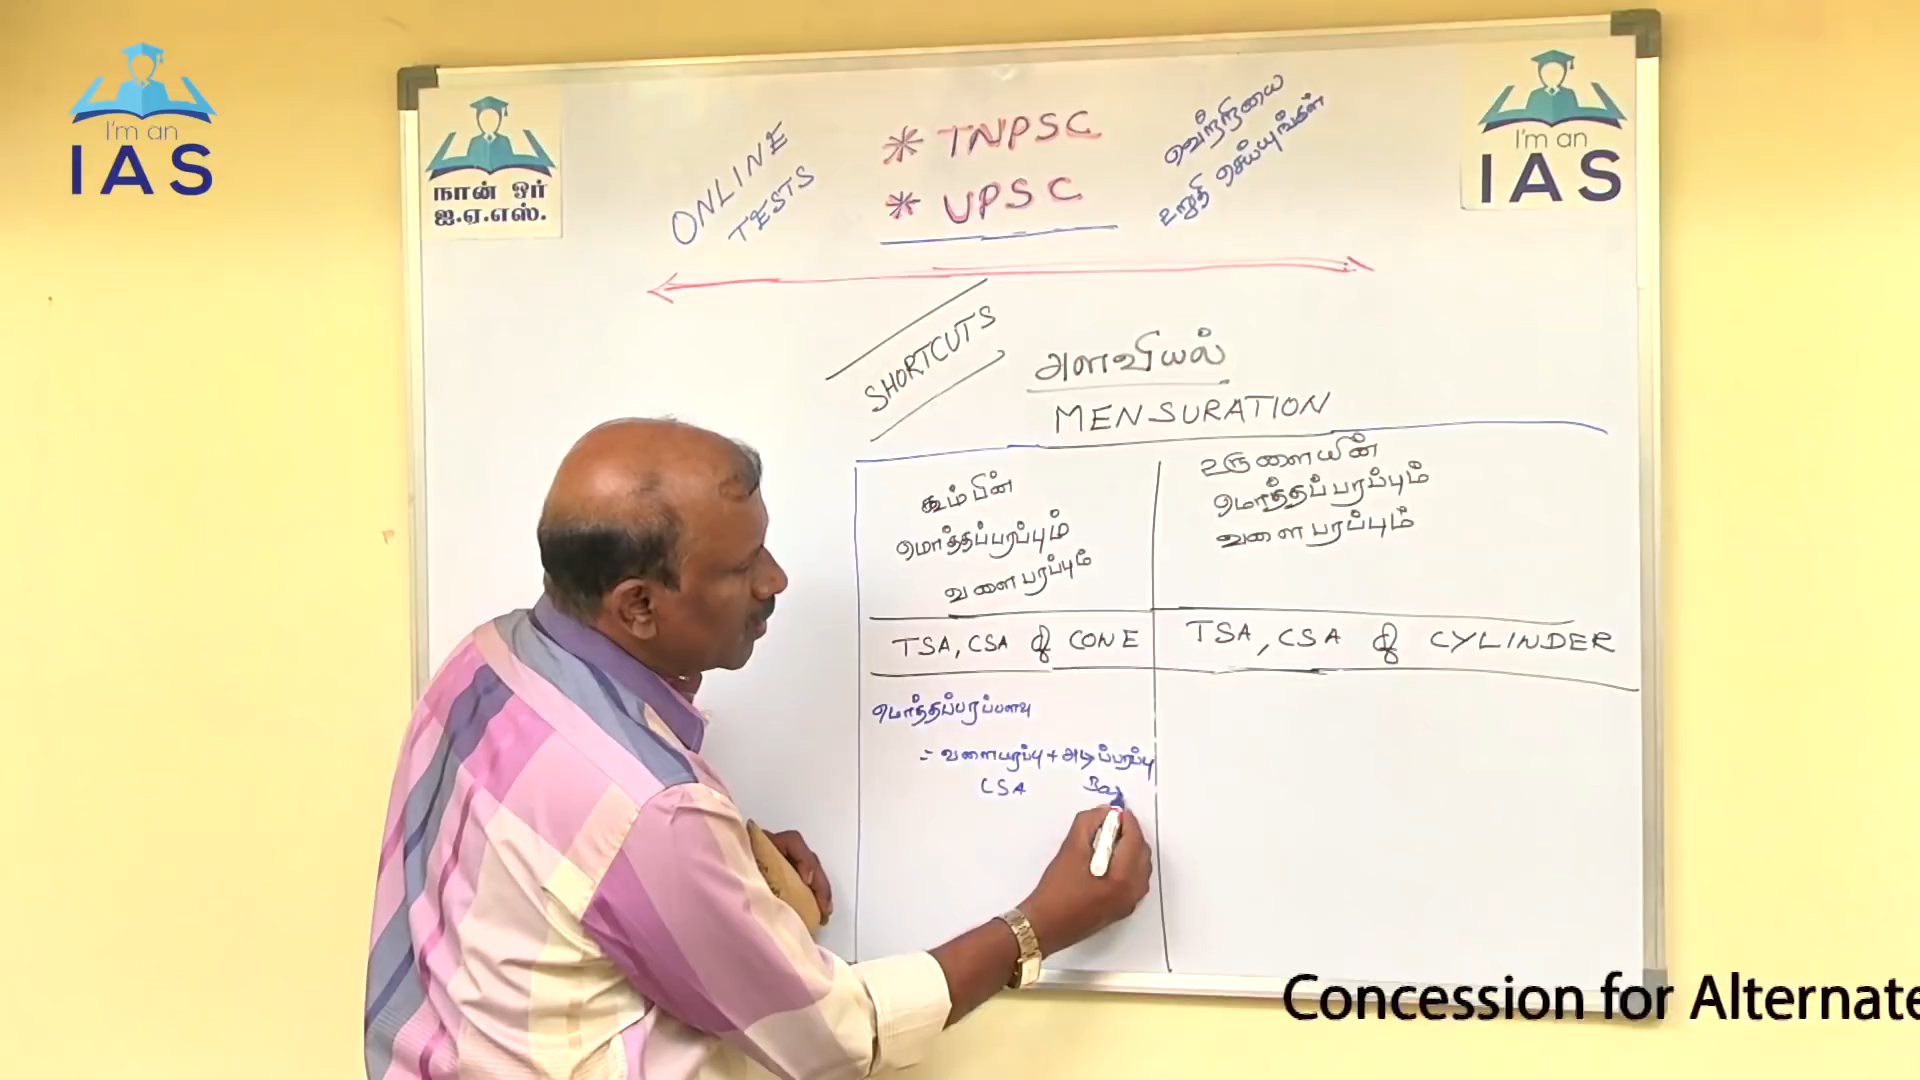 I'm an
IAS
நான் ஓர்
ஐ.ஏ.எஸ்.
ONLINE
TESTS
* TNPSC
* UPSC
வெற்றியை
உறுதி செய்யுங்கள்
I'm an
IAS
SHORTCUTS
அளவியல்
MENSURATION
கூம்பின்
மொத்தப்பரப்பும்
வளைபரப்பும்
உருளையின்
மொத்தப்பரப்பும்
வளைபரப்பும்
TSA, CSA of CONE
TSA, CSA of CYLINDER
மொத்தப்பரப்பளவு
= வளைபரப்பு + அடிப்பரப்பு
CSA
Concession for Alternate